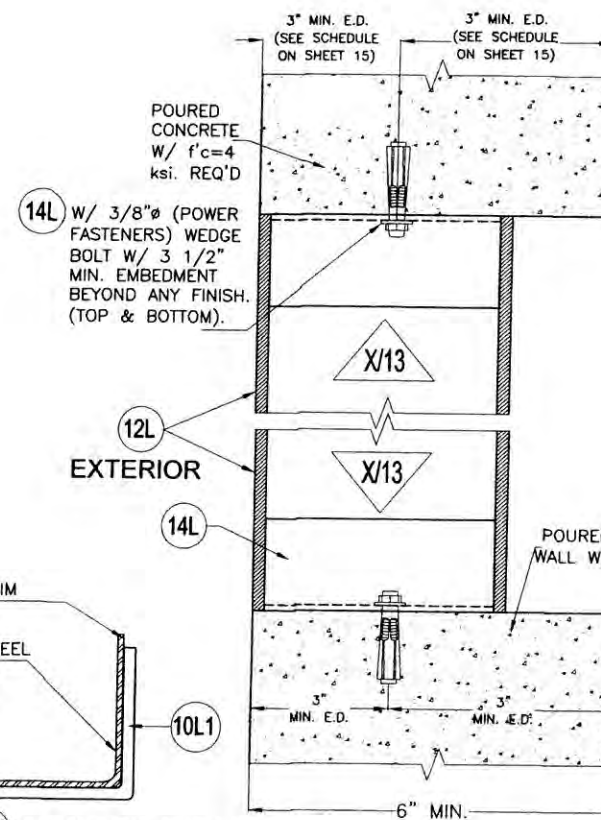 3" MIN. E.D.
(SEE SCHEDULE
ON SHEET 15)
3" MIN. E.D.
(SEE SCHEDULE
ON SHEET 15)
POURED
CONCRETE
W/ f'c=4
ksi. REQ'D
14L
W/ 3/8"ø (POWER
FASTENERS) WEDGE
BOLT W/ 3 1/2"
MIN. EMBEDMENT
BEYOND ANY FINISH.
(TOP & BOTTOM).
X/13
12L
EXTERIOR
X/13
14L
POURE
WALL W
IM
EEL
10L1
3"
MIN. E.D.
3"
MIN. E.D.
6" MIN.